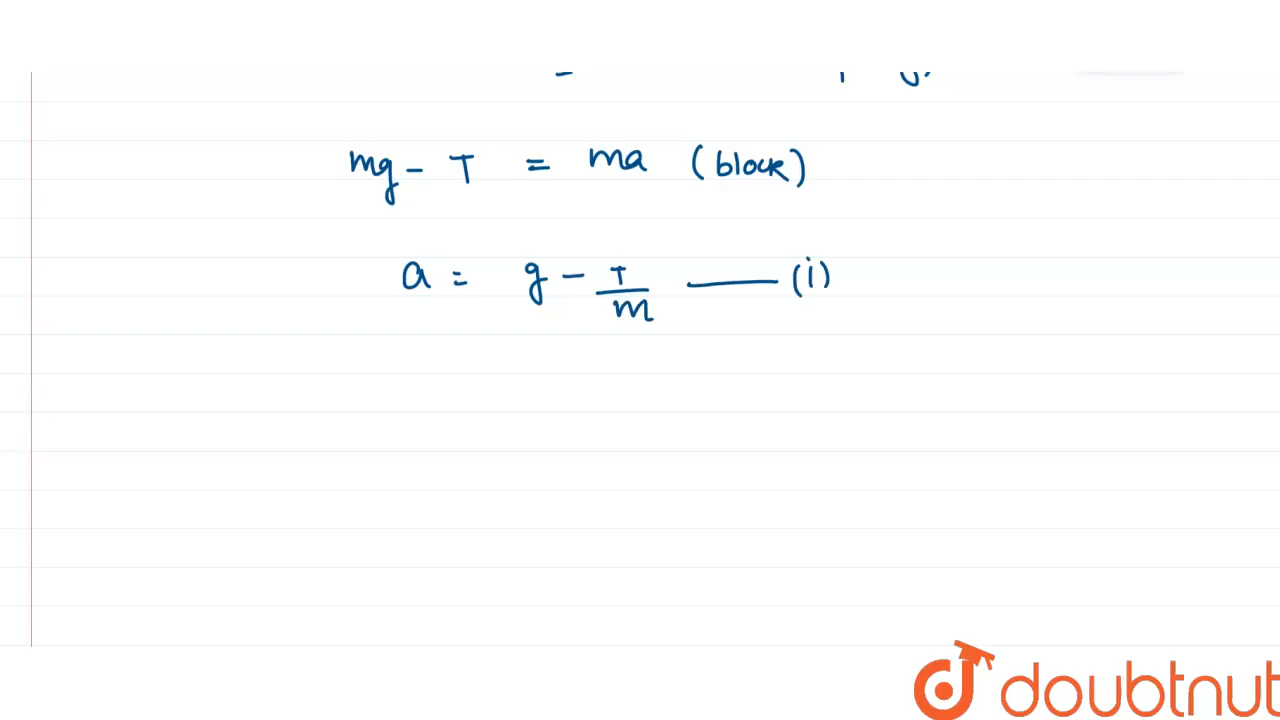 mg - T = ma (block)
a = g - T/m —— (i)
doubtnut